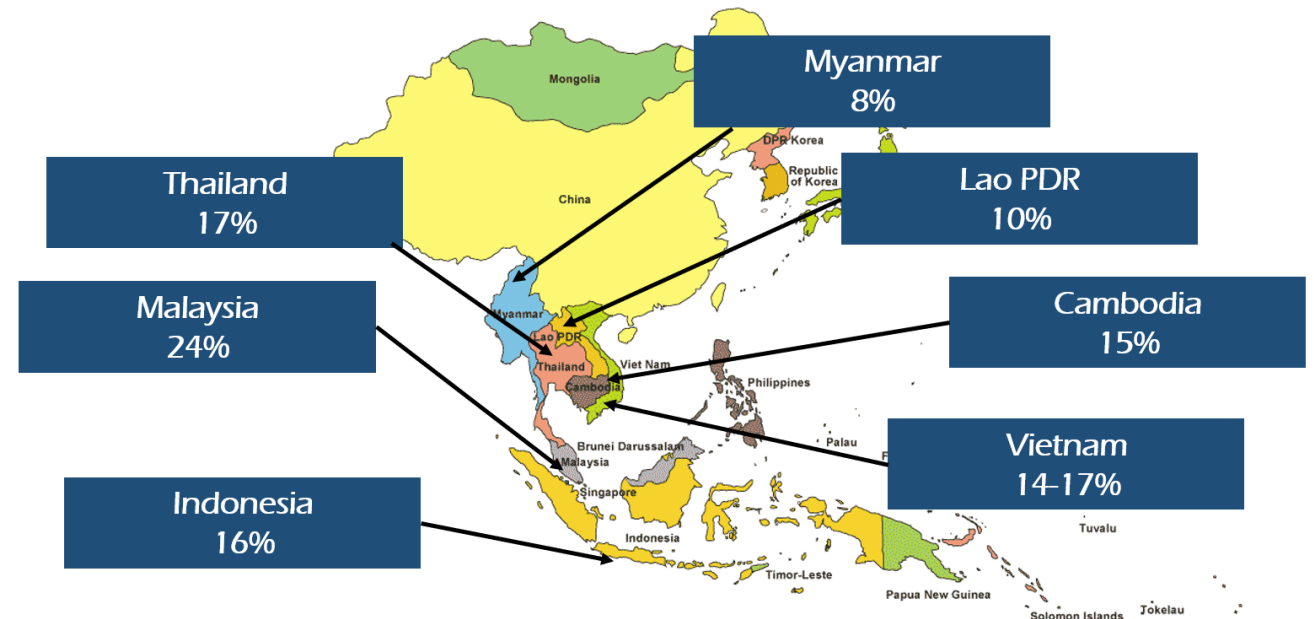 Myanmar
8%
Mongolia
DPR Korea
Republic
of Korea
Thailand
17%
Lao PDR
10%
China
Malaysia
24%
Cambodia
15%
Myanmar
Lao PDR
Thailand
Viet Nam
Cambodia
Philippines
Vietnam
14-17%
Palau
F
Brunei Darussalam
Malaysia
Singapore
Indonesia
16%
Indonesia
Tuvalu
Timor-Leste
Papua New Guinea
Solomon Islands
Tokelau